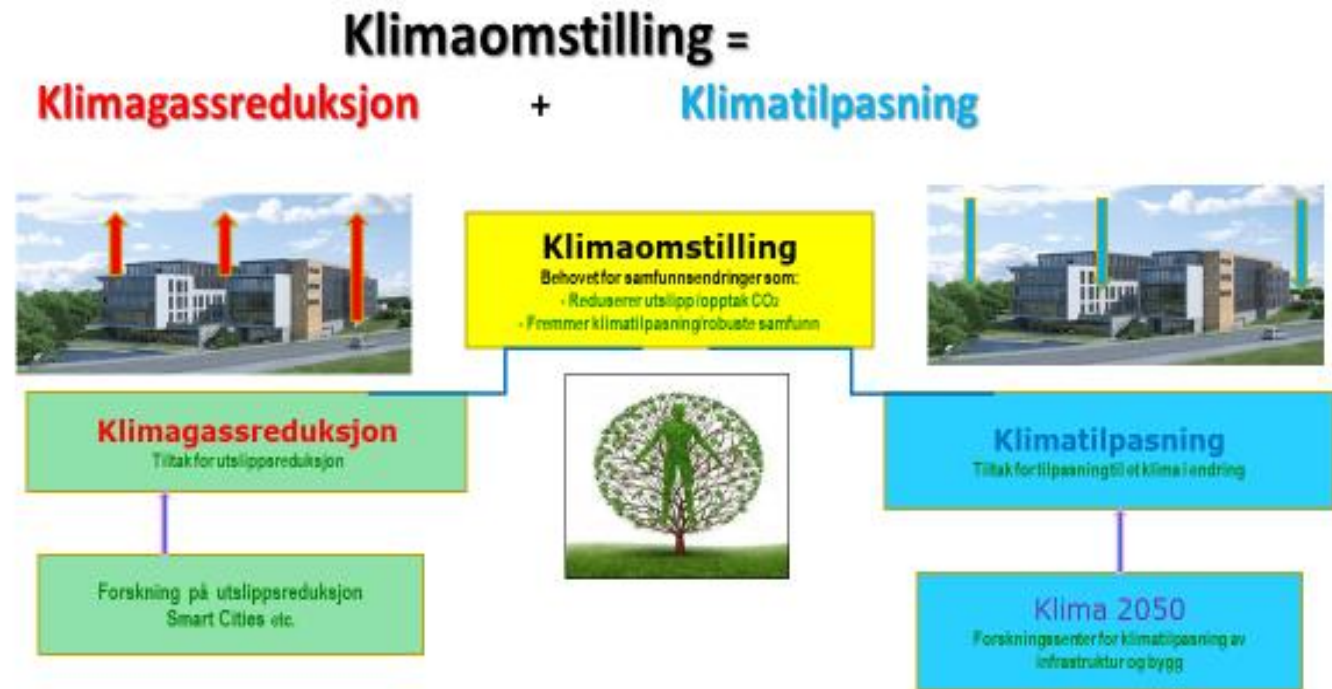 Klimaomstilling =
Klimagassreduksjon + Klimatilpasning
Klimaomstilling
Behovet for samfunnsendringer som:
- Reduserer utslipp/opptak CO₂
- Fremmer klimatilpasning/robuste samfunn
Klimagassreduksjon
Tiltak for utslippsreduksjon
Klimatilpasning
Tiltak for tilpasning til et klima i endring
Forskning på utslippsreduksjon
Smart Cities etc.
Klima 2050
Forskningssenter for klimatilpasning av
infrastruktur og bygg